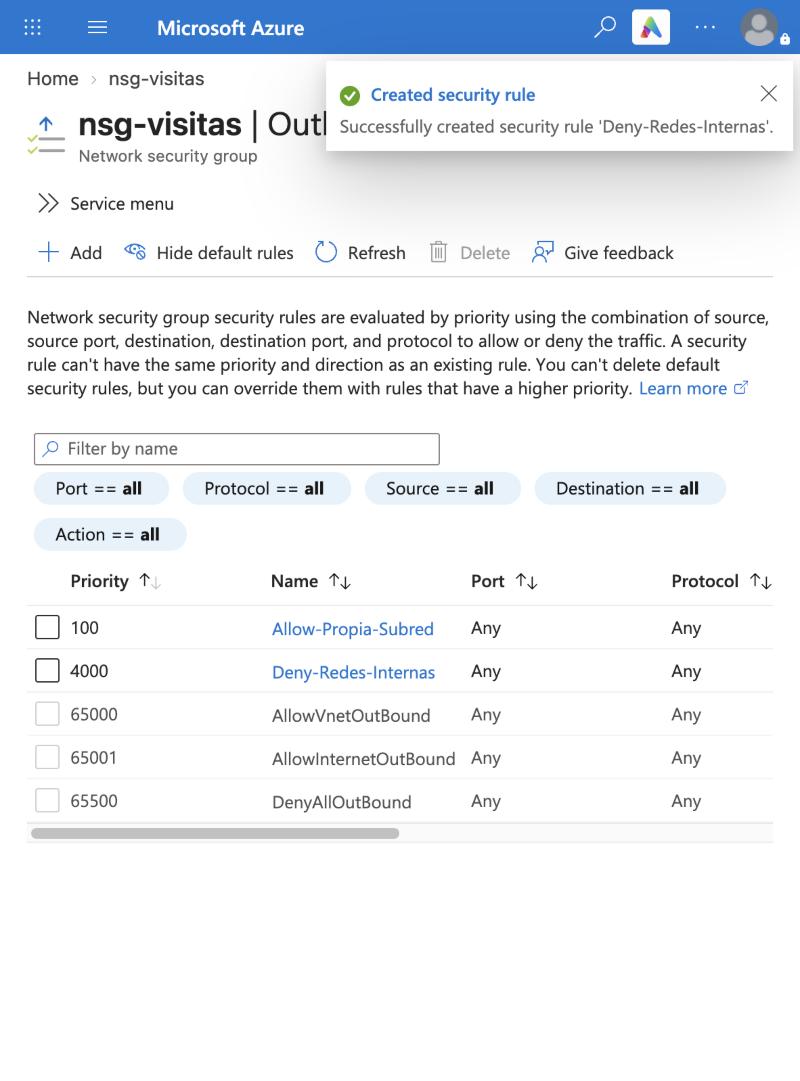 Microsoft Azure
Home > nsg-visitas
Created security rule
Successfully created security rule 'Deny-Redes-Internas'.
nsg-visitas |
Network security group
Service menu
Add Hide default rules Refresh Delete Give feedback
Network security group security rules are evaluated by priority using the combination of source,
source port, destination, destination port, and protocol to allow or deny the traffic. A security
rule can't have the same priority and direction as an existing rule. You can't delete default
security rules, but you can override them with rules that have a higher priority. Learn more
Filter by name
Port == all Protocol == all Source == all Destination == all
Action == all
Priority ↑↓ Name ↑↓ Port ↑↓ Protocol ↑↓
100 Allow-Propia-Subred Any Any
4000 Deny-Redes-Internas Any Any
65000 AllowVnetOutBound Any Any
65001 AllowInternetOutBound Any Any
65500 DenyAllOutBound Any Any